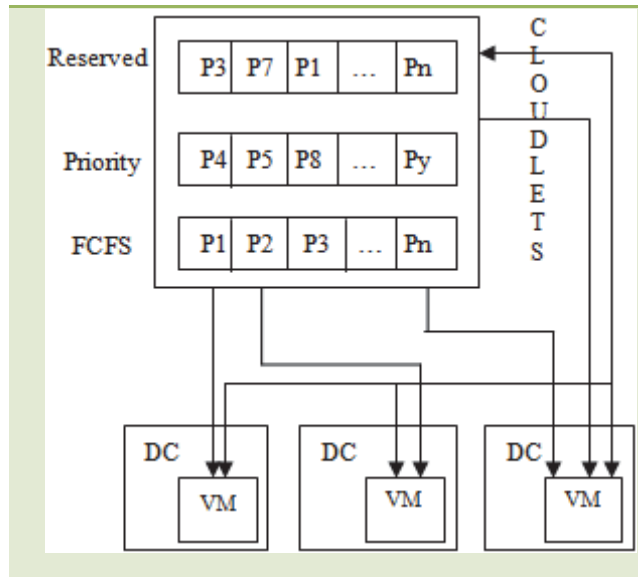 Reserved P3 P7 P1 ... Pn
Priority P4 P5 P8 ... Py
FCFS P1 P2 P3 ... Pn
C
L
O
U
D
L
E
T
S
DC DC DC
VM VM VM